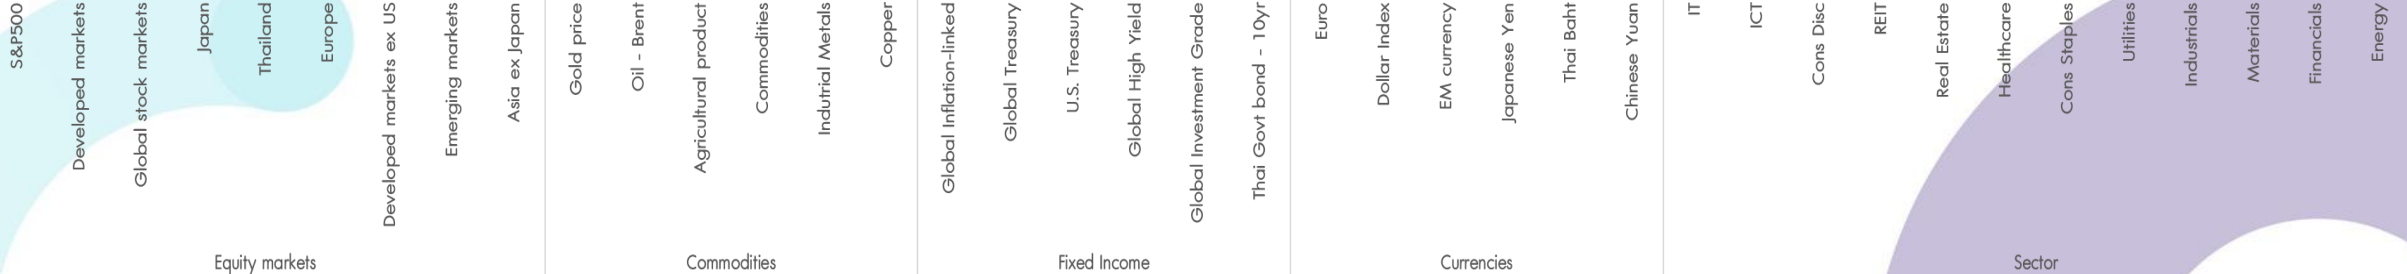 S&P500
Developed markets
Global stock markets
Japan
Thailand
Europe
Developed markets ex US
Emerging markets
Asia ex Japan
Gold price
Oil - Brent
Agricultural product
Commodities
Indutrial Metals
Copper
Global Inflation-linked
Global Treasury
U.S. Treasury
Global High Yield
Global Investment Grade
Thai Govt bond - 10yr
Euro
Dollar Index
EM currency
Japanese Yen
Thai Baht
Chinese Yuan
IT
ICT
Cons Disc
REIT
Real Estate
Healthcare
Cons Staples
Utilities
Industrials
Materials
Financials
Energy
Equity markets
Commodities
Fixed Income
Currencies
Sector